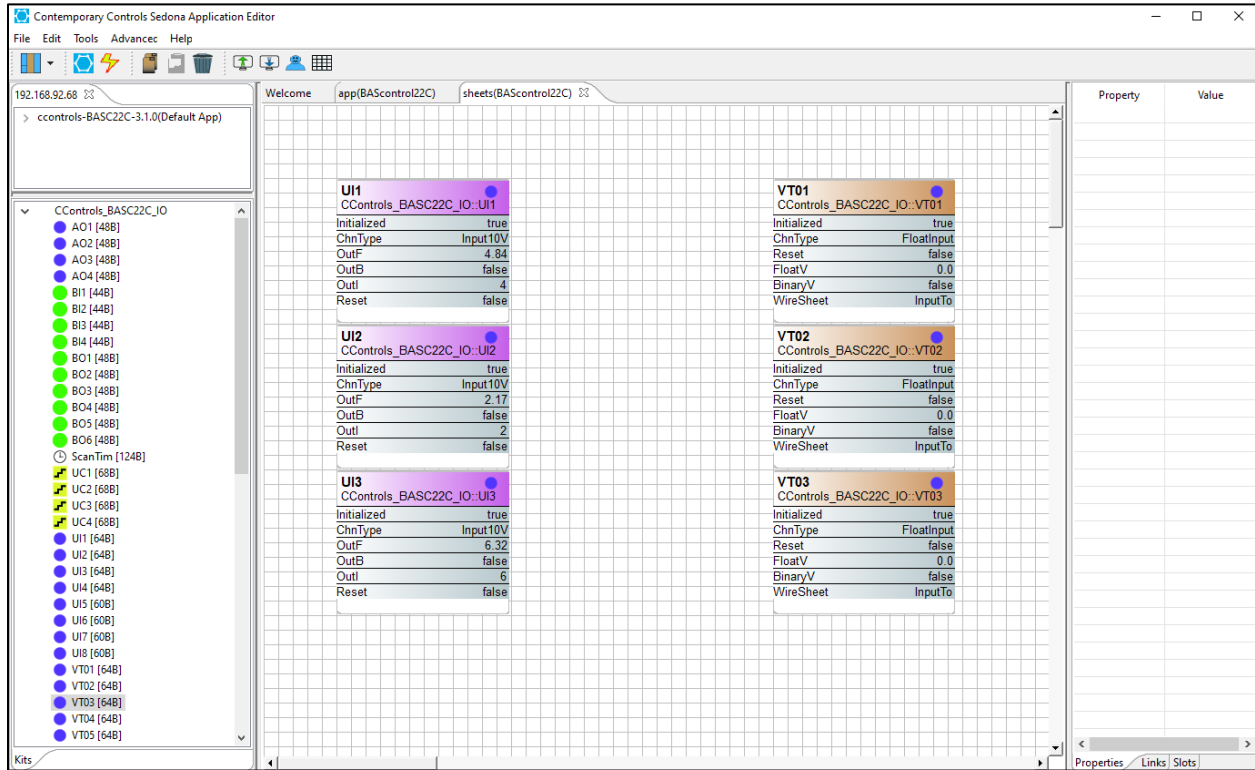 Contemporary Controls Sedona Application Editor
File Edit Tools Advancec Help
192.168.92.68
ccontrols-BASC22C-3.1.0(Default App)
CControls_BASC22C_IO
AO1 [48B]
AO2 [48B]
AO3 [48B]
AO4 [48B]
BI1 [44B]
BI2 [44B]
BI3 [44B]
BI4 [44B]
BO1 [48B]
BO2 [48B]
BO3 [48B]
BO4 [48B]
BO5 [48B]
BO6 [48B]
ScanTim [124B]
UC1 [68B]
UC2 [68B]
UC3 [68B]
UC4 [68B]
UI1 [64B]
UI2 [64B]
UI3 [64B]
UI4 [64B]
UI5 [60B]
UI6 [60B]
UI7 [60B]
UI8 [60B]
VT01 [64B]
VT02 [64B]
VT03 [64B]
VT04 [64B]
VT05 [64B]
Kits
Welcome app(BAScontrol22C) sheets(BAScontrol22C)
UI1
CControls_BASC22C_IO::UI1
Initialized true
ChnType Input10V
OutF 4.84
OutB false
OutI 4
Reset false
UI2
CControls_BASC22C_IO::UI2
Initialized true
ChnType Input10V
OutF 2.17
OutB false
OutI 2
Reset false
UI3
CControls_BASC22C_IO::UI3
Initialized true
ChnType Input10V
OutF 6.32
OutB false
OutI 6
Reset false
VT01
CControls_BASC22C_IO::VT01
Initialized true
ChnType FloatInput
Reset false
FloatV 0.0
BinaryV false
WireSheet InputTo
VT02
CControls_BASC22C_IO::VT02
Initialized true
ChnType FloatInput
Reset false
FloatV 0.0
BinaryV false
WireSheet InputTo
VT03
CControls_BASC22C_IO::VT03
Initialized true
ChnType FloatInput
Reset false
FloatV 0.0
BinaryV false
WireSheet InputTo
Property Value
Properties Links Slots